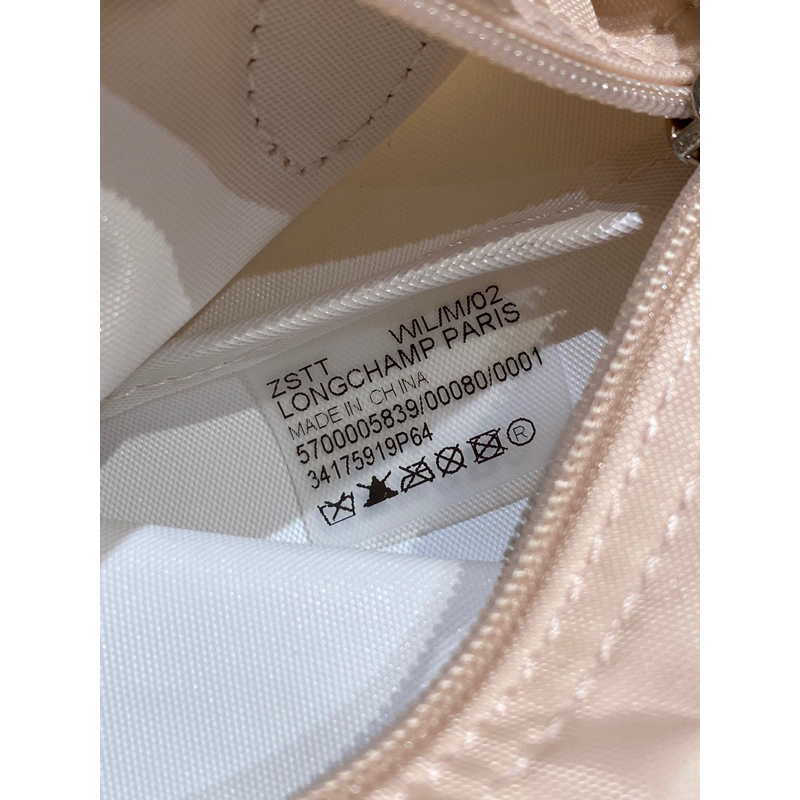 ZSTT WIL/M/02
LONGCHAMP PARIS
MADE IN CHINA
5700005839/00080/0001
34175919P64
®